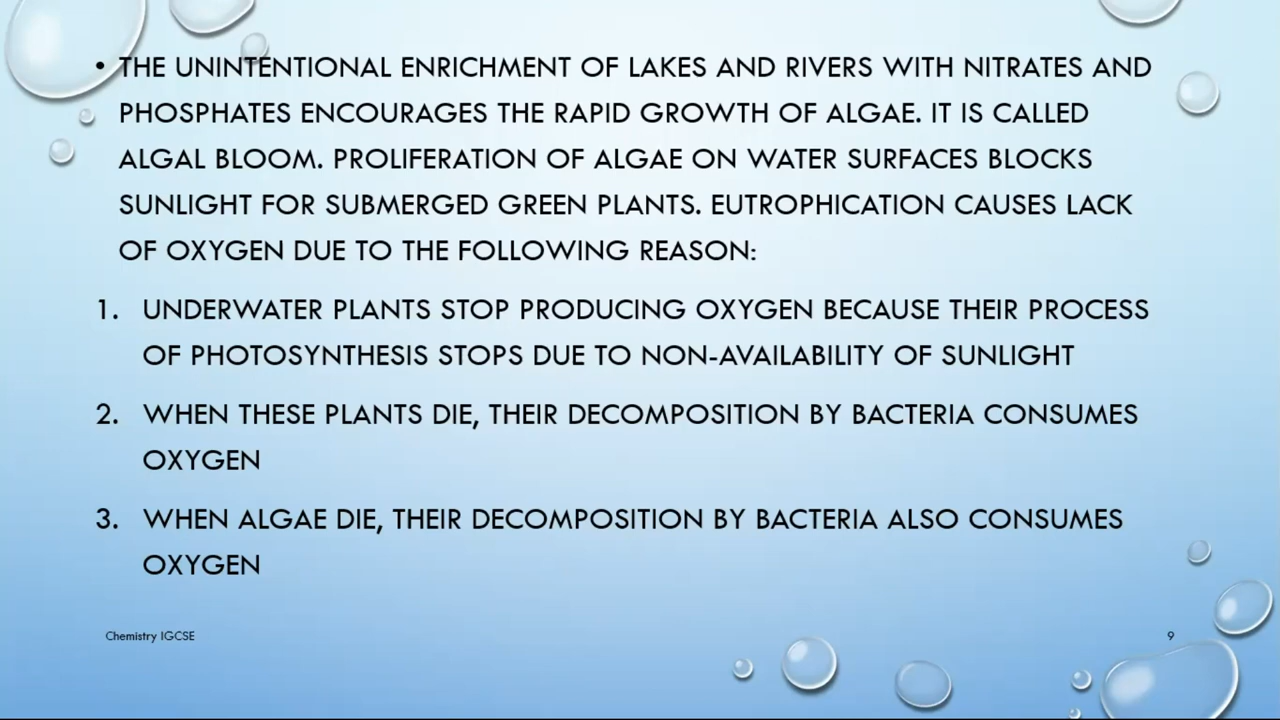 • THE UNINTENTIONAL ENRICHMENT OF LAKES AND RIVERS WITH NITRATES AND
PHOSPHATES ENCOURAGES THE RAPID GROWTH OF ALGAE. IT IS CALLED
ALGAL BLOOM. PROLIFERATION OF ALGAE ON WATER SURFACES BLOCKS
SUNLIGHT FOR SUBMERGED GREEN PLANTS. EUTROPHICATION CAUSES LACK
OF OXYGEN DUE TO THE FOLLOWING REASON:
1. UNDERWATER PLANTS STOP PRODUCING OXYGEN BECAUSE THEIR PROCESS
OF PHOTOSYNTHESIS STOPS DUE TO NON-AVAILABILITY OF SUNLIGHT
2. WHEN THESE PLANTS DIE, THEIR DECOMPOSITION BY BACTERIA CONSUMES
OXYGEN
3. WHEN ALGAE DIE, THEIR DECOMPOSITION BY BACTERIA ALSO CONSUMES
OXYGEN
Chemistry IGCSE
9